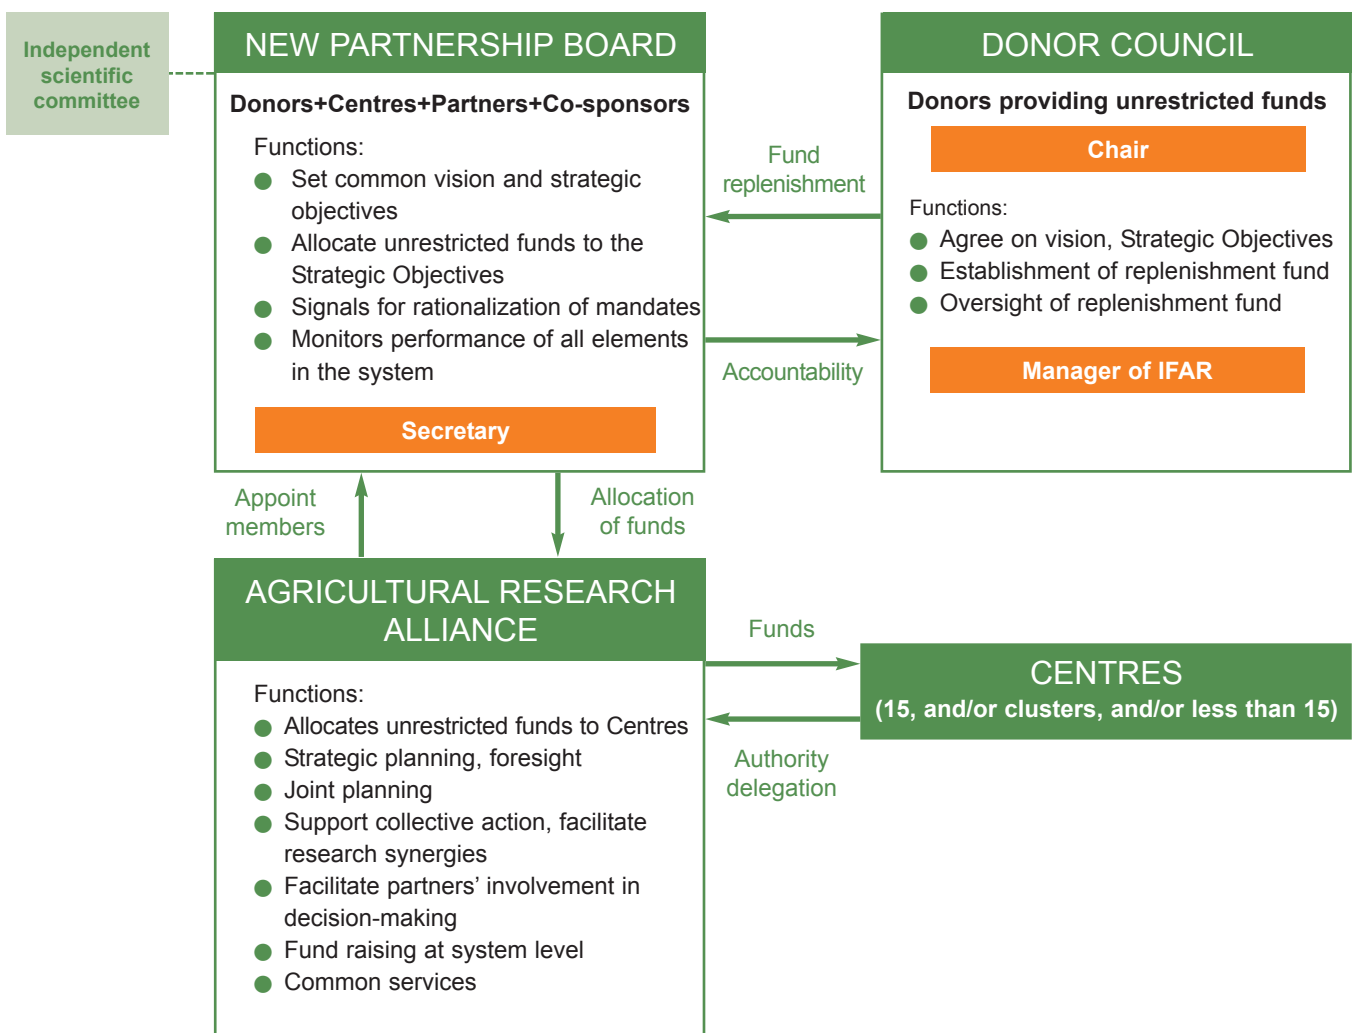 Independent
scientific
committee
NEW PARTNERSHIP BOARD
Donors+Centres+Partners+Co-sponsors
Functions:
Set common vision and strategic
objectives
Allocate unrestricted funds to the
Strategic Objectives
Signals for rationalization of mandates
Monitors performance of all elements
in the system
Secretary
Fund
replenishment
Accountability
DONOR COUNCIL
Donors providing unrestricted funds
Chair
Functions:
Agree on vision, Strategic Objectives
Establishment of replenishment fund
Oversight of replenishment fund
Manager of IFAR
Appoint
members
Allocation
of funds
AGRICULTURAL RESEARCH
ALLIANCE
Functions:
Allocates unrestricted funds to Centres
Strategic planning, foresight
Joint planning
Support collective action, facilitate
research synergies
Facilitate partners’ involvement in
decision-making
Fund raising at system level
Common services
Funds
Authority
delegation
CENTRES
(15, and/or clusters, and/or less than 15)